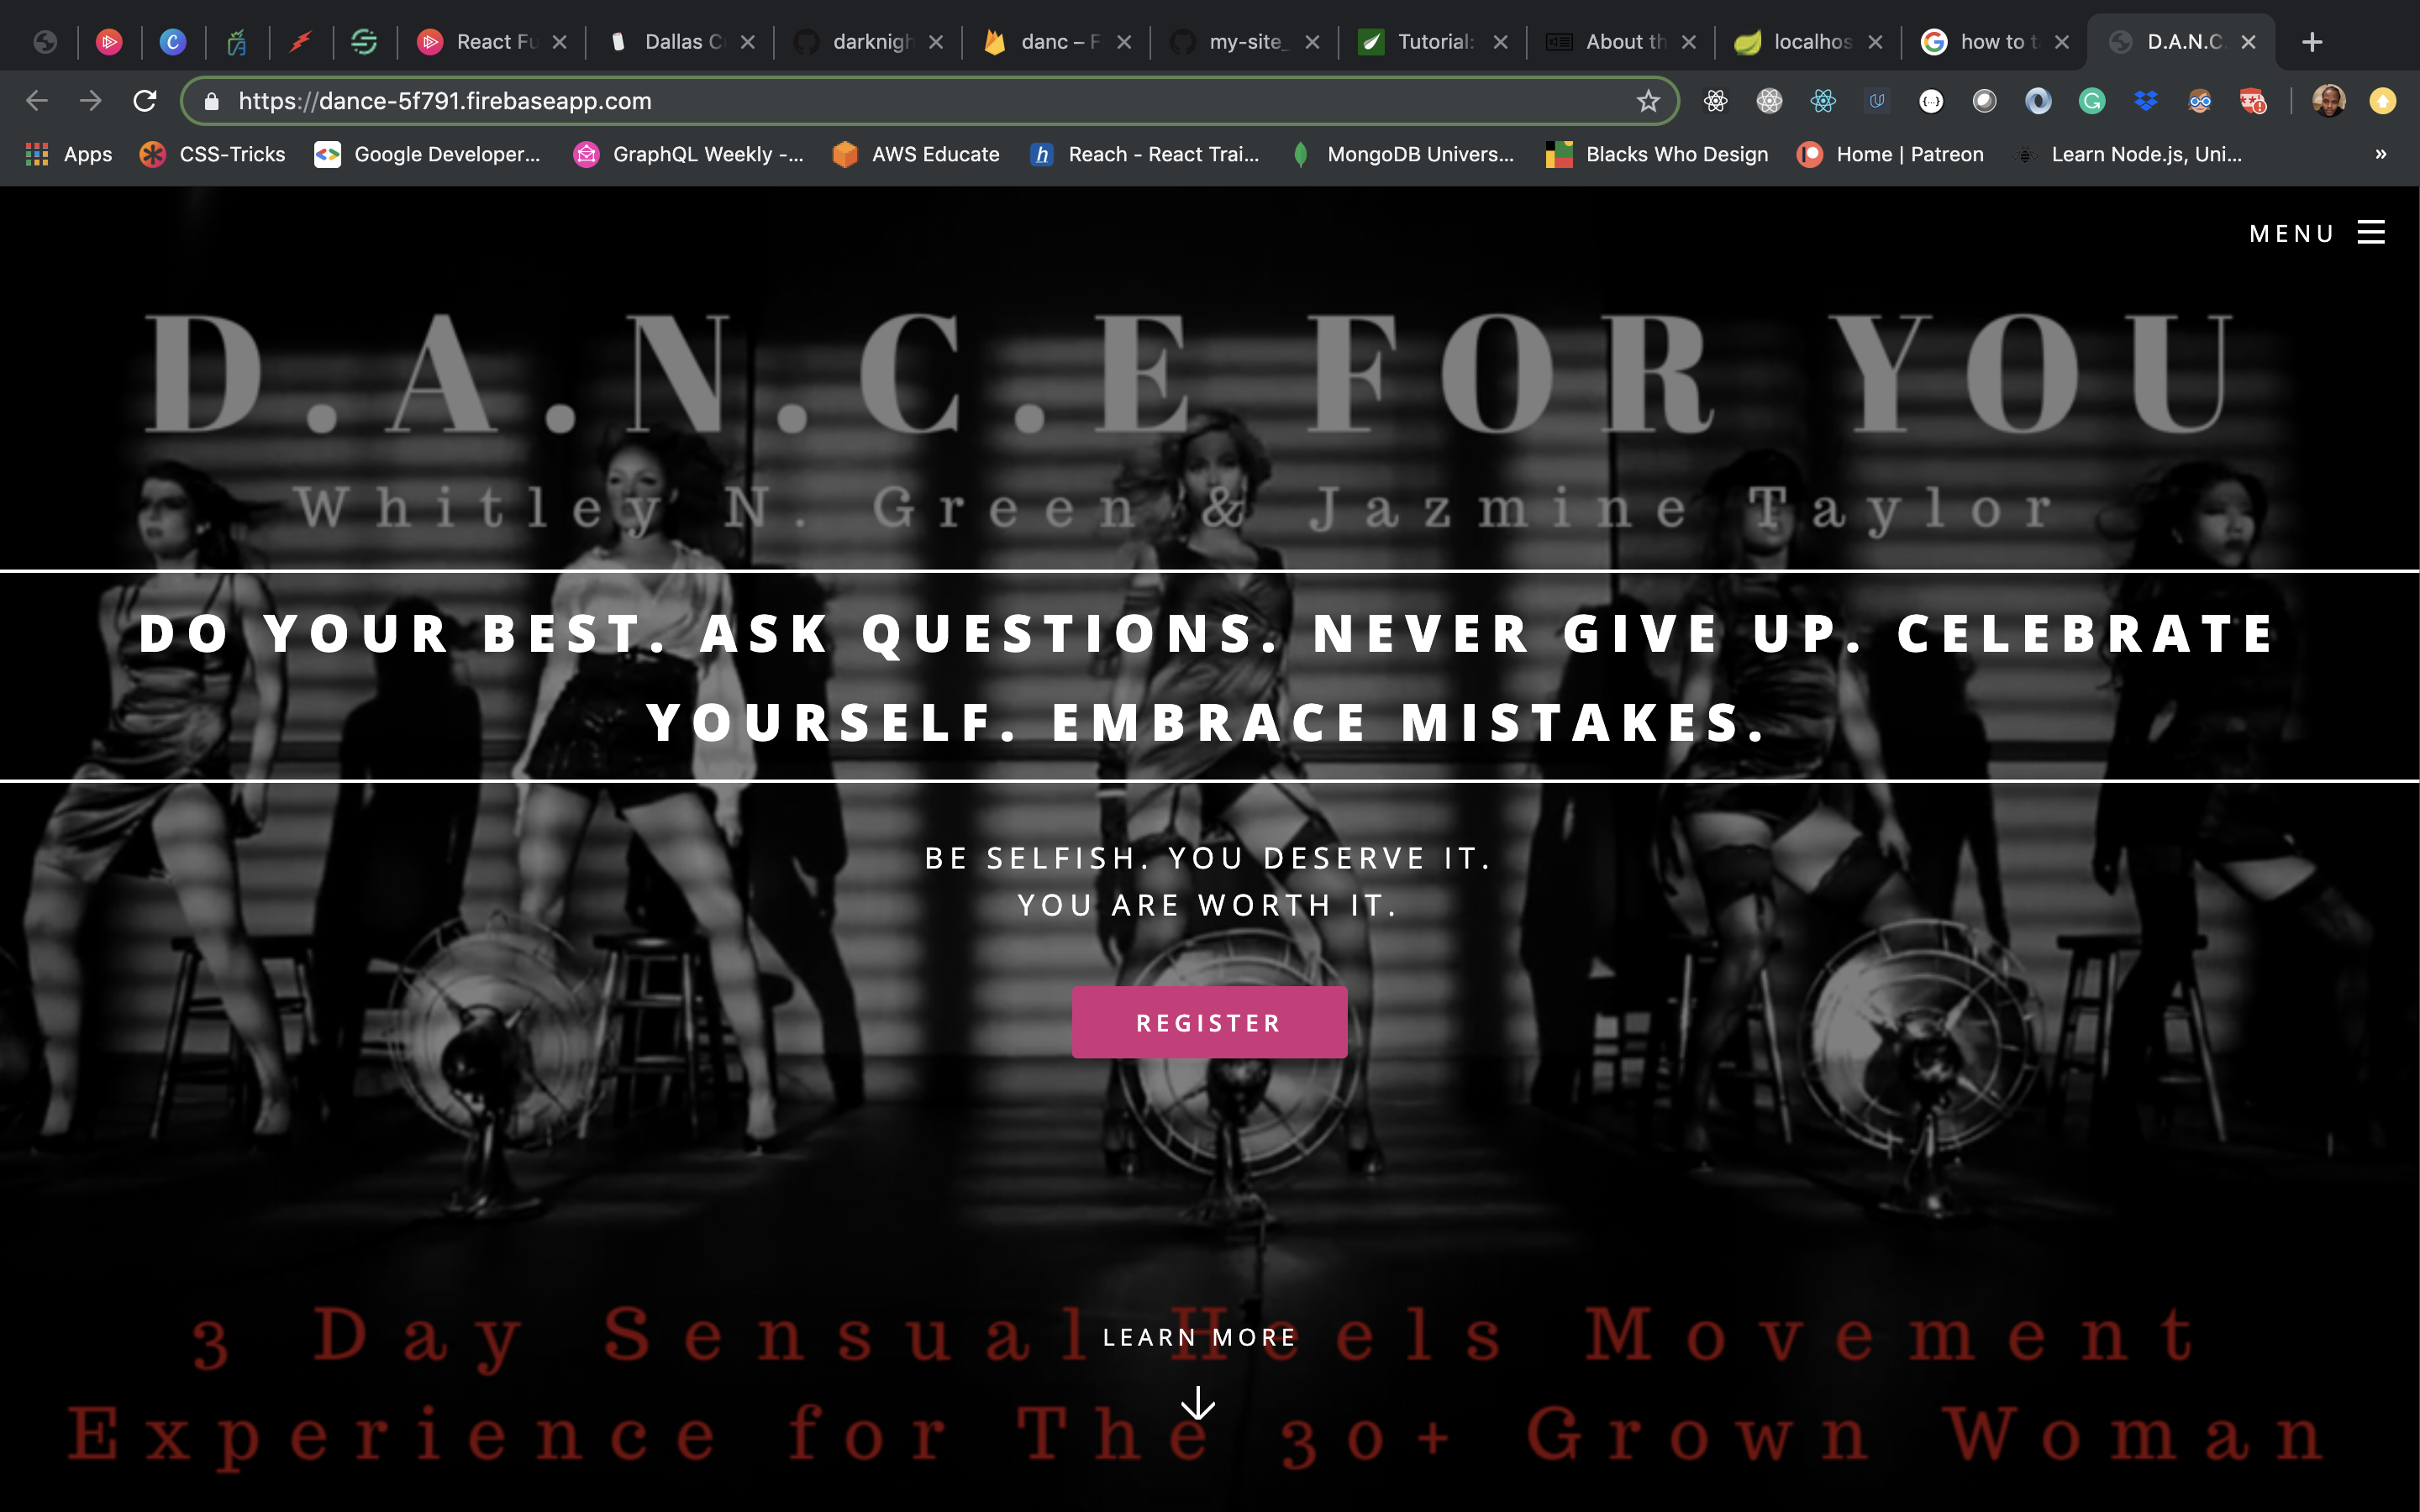 React Fu
Dallas C
darknigh
danc – F
my-site_
Tutorial:
About th
localhos
how to t
D.A.N.C
https://dance-5f791.firebaseapp.com
Apps
CSS-Tricks
Google Developer...
GraphQL Weekly -...
AWS Educate
Reach - React Trai...
MongoDB Univers...
Blacks Who Design
Home | Patreon
Learn Node.js, Uni...
»
MENU
D.A.N.C.E FOR YOU
Whitley N. Green & Jazmine Taylor
DO YOUR BEST. ASK QUESTIONS. NEVER GIVE UP. CELEBRATE
YOURSELF. EMBRACE MISTAKES.
BE SELFISH. YOU DESERVE IT.
YOU ARE WORTH IT.
REGISTER
3 Day Sensual Heels Movement
LEARN MORE
Experience for The 30+ Grown Woman